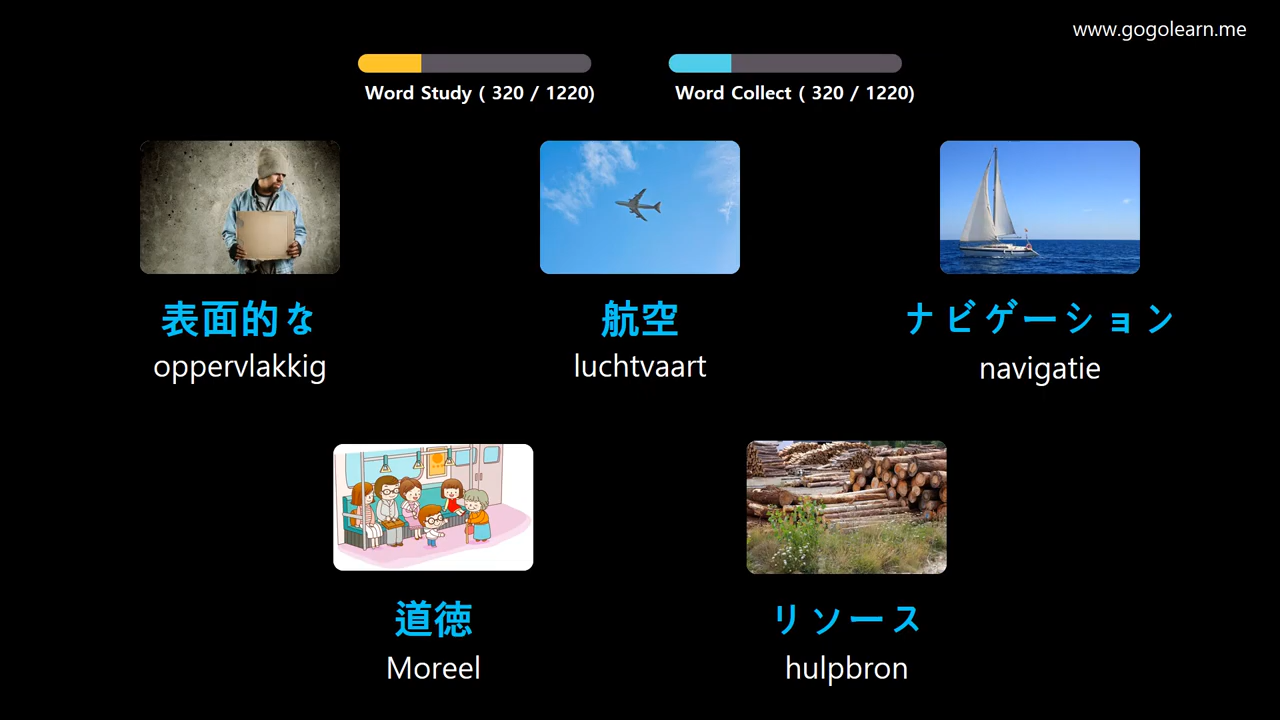 www.gogolearn.me
Word Study ( 320 / 1220)
Word Collect ( 320 / 1220)
表面的な
oppervlakkig
航空
luchtvaart
ナビゲーション
navigatie
道徳
Moreel
リソース
hulpbron